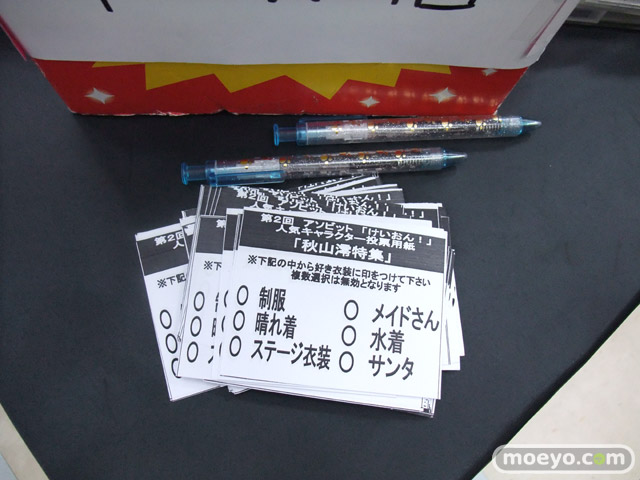 第2回 アソビット 「けいおん！」
人気キャラクター投票用紙
「秋山澪特集」
※下記の中から好き衣装に印をつけて下さい
複数選択は無効となります
○ 制服
○ メイドさん
○ 晴れ着
○ 水着
○ ステージ衣装
○ サンタ
moeyo.com